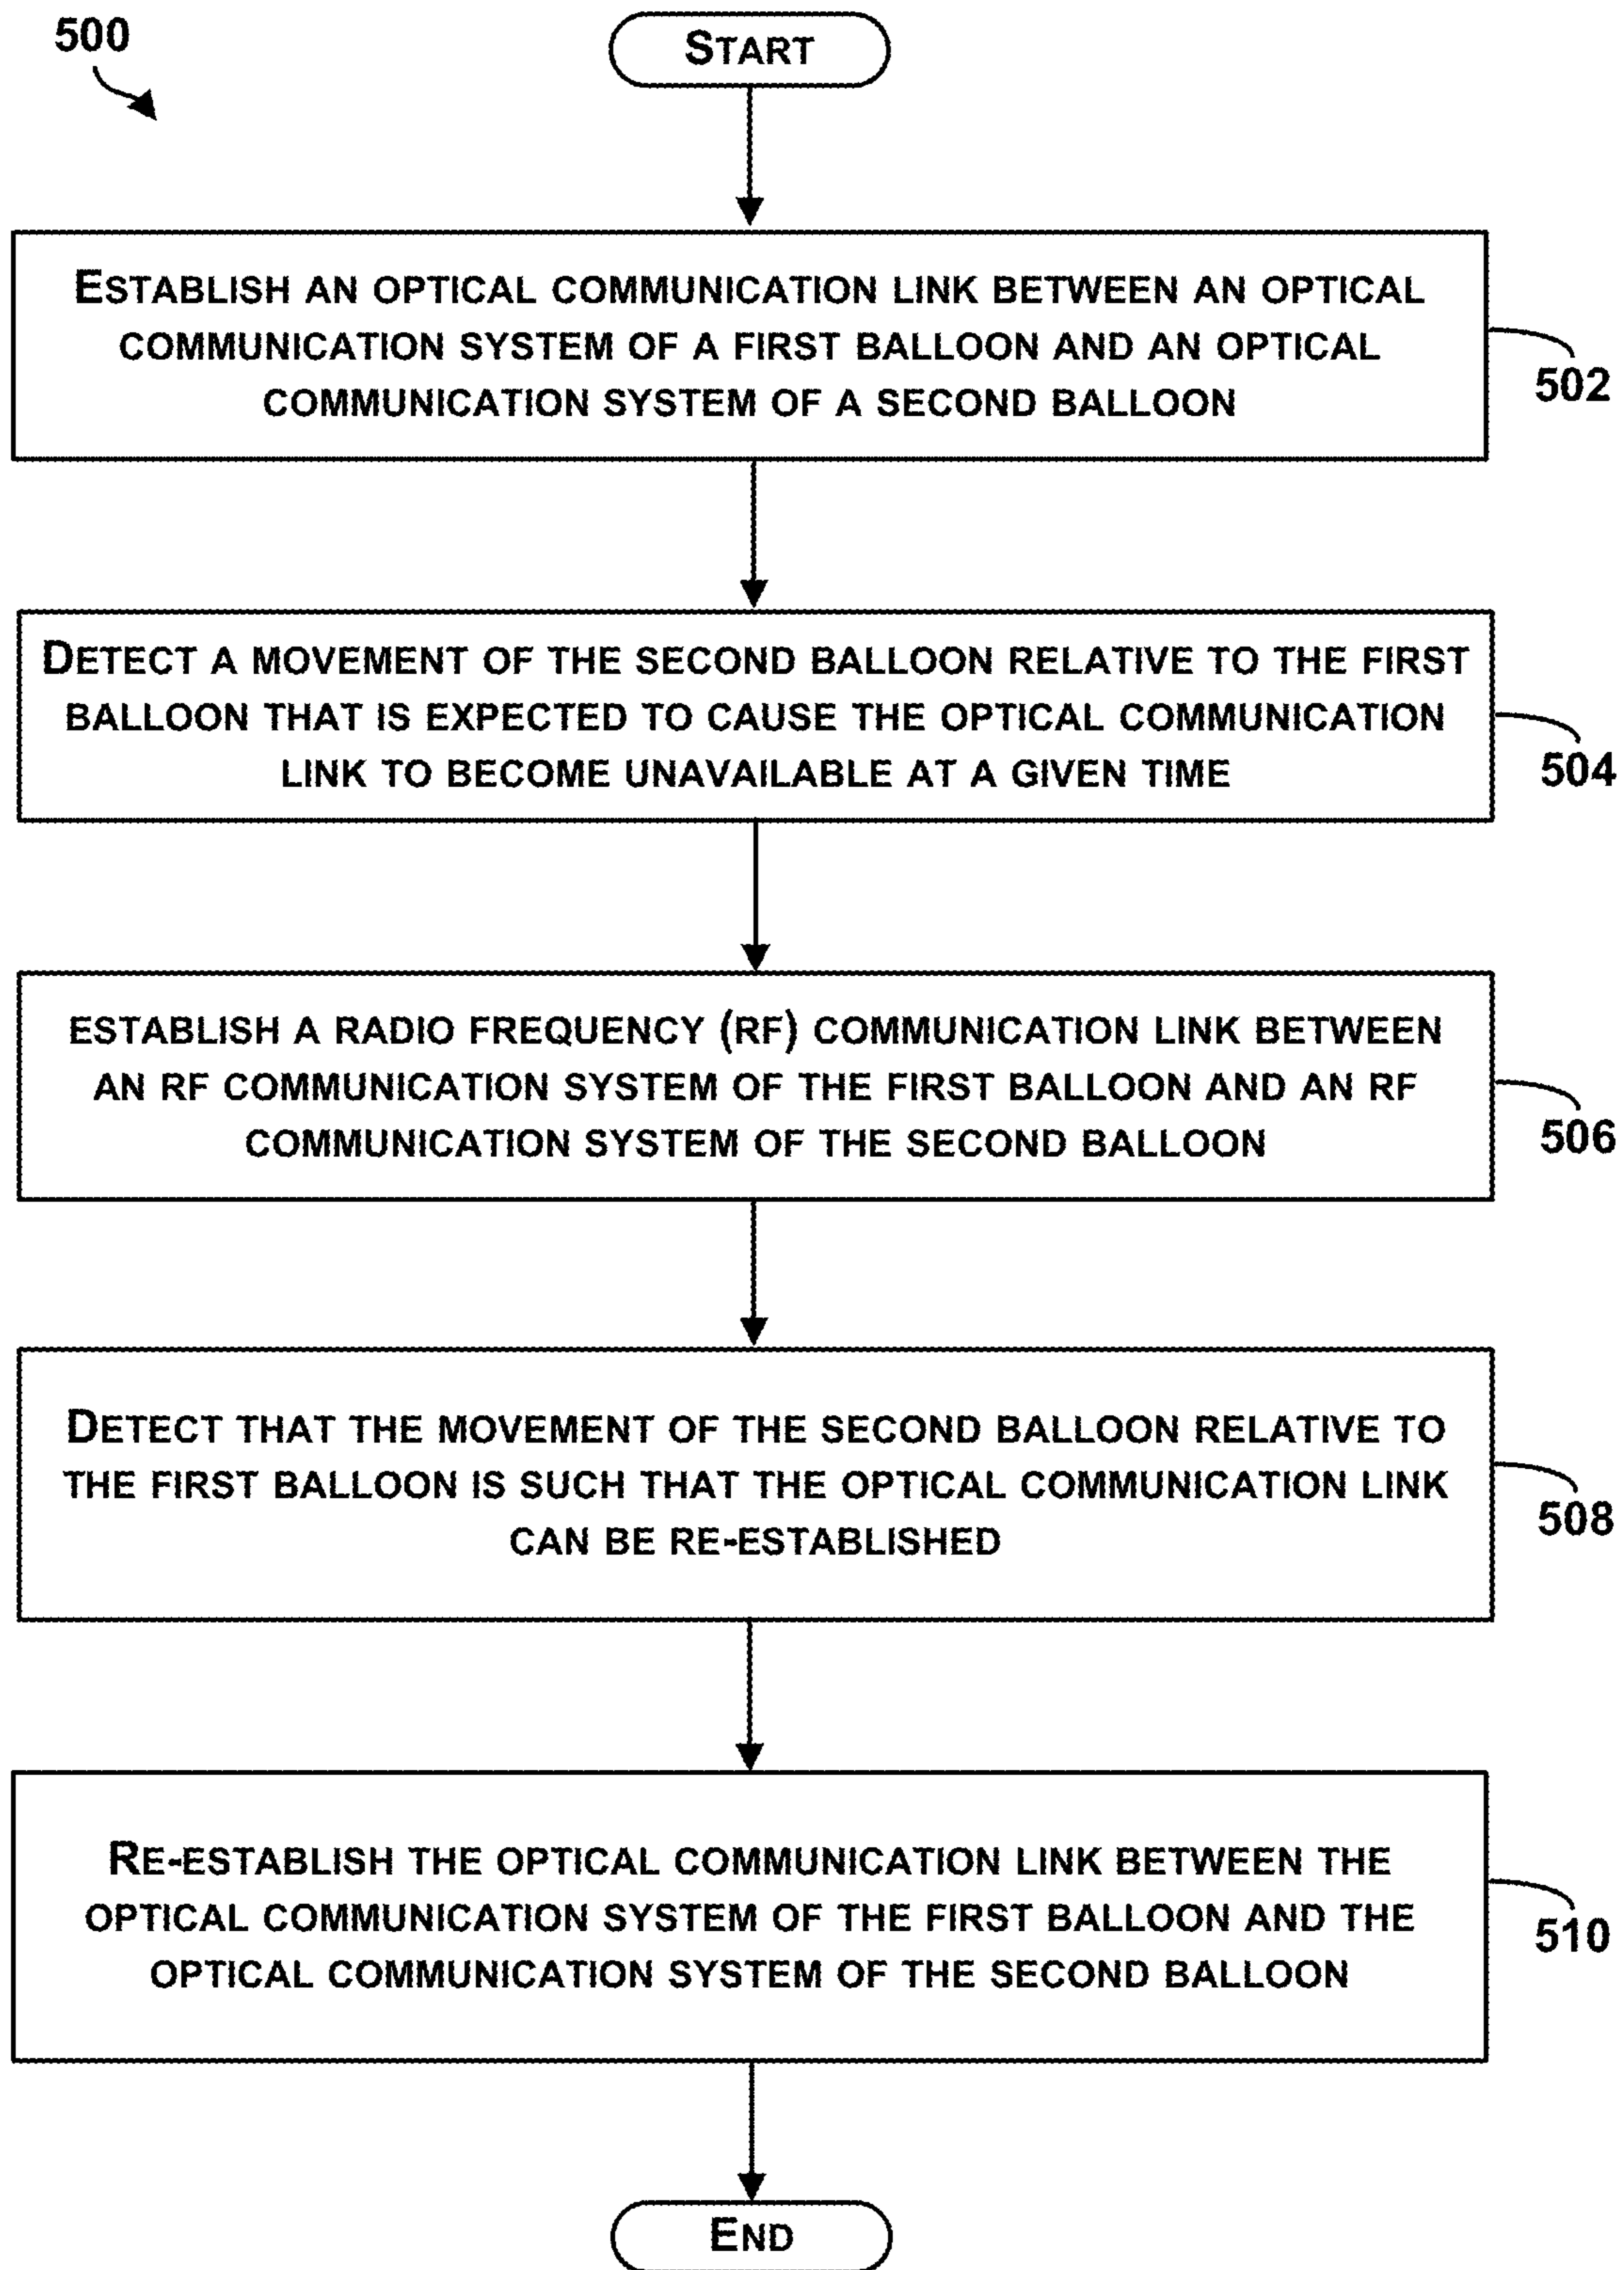 500
START
ESTABLISH AN OPTICAL COMMUNICATION LINK BETWEEN AN OPTICAL
COMMUNICATION SYSTEM OF A FIRST BALLOON AND AN OPTICAL
COMMUNICATION SYSTEM OF A SECOND BALLOON
502
DETECT A MOVEMENT OF THE SECOND BALLOON RELATIVE TO THE FIRST
BALLOON THAT IS EXPECTED TO CAUSE THE OPTICAL COMMUNICATION
LINK TO BECOME UNAVAILABLE AT A GIVEN TIME
504
ESTABLISH A RADIO FREQUENCY (RF) COMMUNICATION LINK BETWEEN
AN RF COMMUNICATION SYSTEM OF THE FIRST BALLOON AND AN RF
COMMUNICATION SYSTEM OF THE SECOND BALLOON
506
DETECT THAT THE MOVEMENT OF THE SECOND BALLOON RELATIVE TO
THE FIRST BALLOON IS SUCH THAT THE OPTICAL COMMUNICATION LINK
CAN BE RE-ESTABLISHED
508
RE-ESTABLISH THE OPTICAL COMMUNICATION LINK BETWEEN THE
OPTICAL COMMUNICATION SYSTEM OF THE FIRST BALLOON AND THE
OPTICAL COMMUNICATION SYSTEM OF THE SECOND BALLOON
510
END